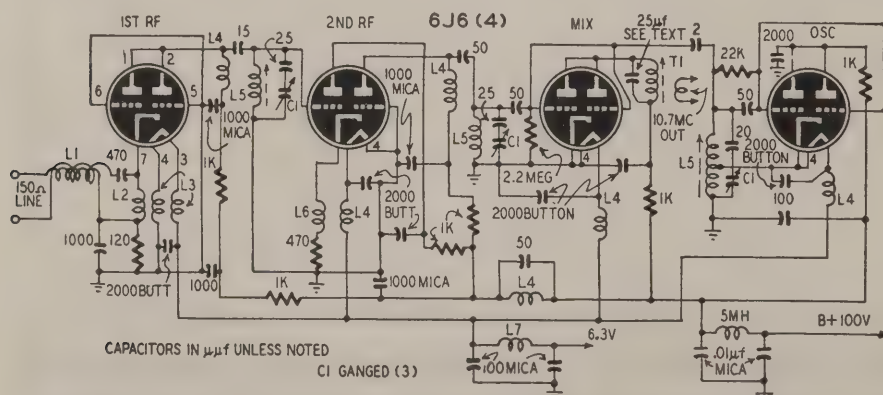 1ST RF
2ND RF
6J6 (4)
MIX
OSC
25μf
SEE TEXT
2
2000
1
2
L4
15
25
6
5
L5
C1
1000
MICA
1K
7
4
3
L1
470
150Ω
LINE
L2
L3
1000
120
2000BUTT
1000
1K
L6
470
L4
4
1000
MICA
2000
BUTT
1K
1000MICA
L4
50
25
50
L5
C1
2.2 MEG
2000BUTTON
50
L4
4
L4
T1
10.7MC
OUT
1K
22K
50
20
2000
BUTTON
L5
C1
100
4
L4
1K
L7
6.3V
100MICA
5MH
B+100V
.01μf
MICA
CAPACITORS IN μμf UNLESS NOTED
C1 GANGED (3)